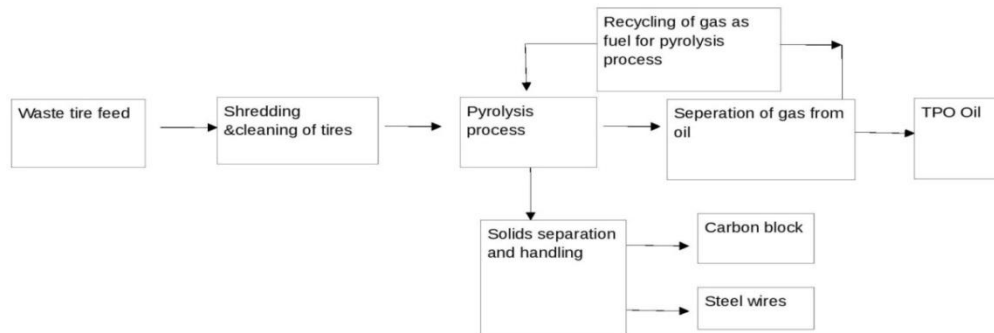 Recycling of gas as
fuel for pyrolysis
process
Waste tire feed
Shredding
&cleaning of tires
Pyrolysis
process
Seperation of gas from
oil
TPO Oil
Solids separation
and handling
Carbon block
Steel wires